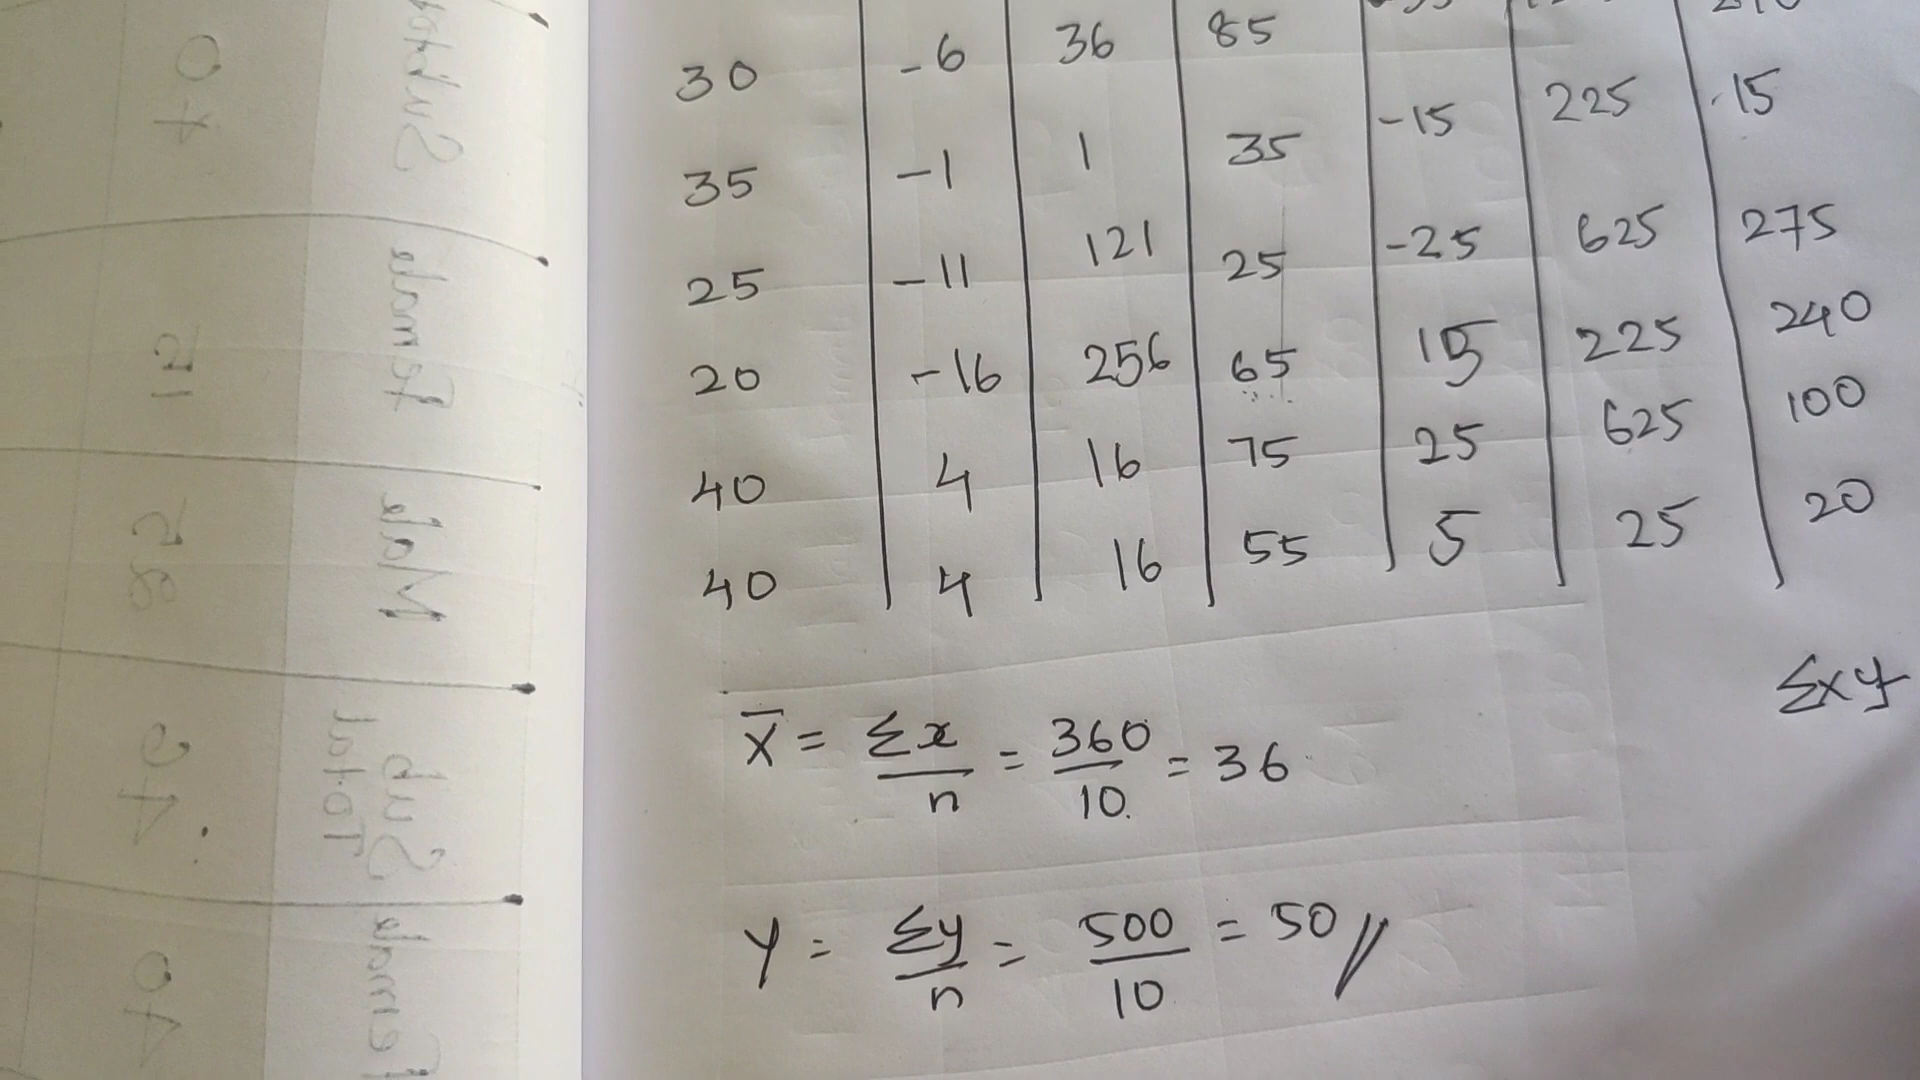 30 -6 36 85
35 -1 1 35 -15 225 15
25 -11 121 25 -25 625 275
20 -16 256 65 15 225 240
40 4 16 75 25 625 100
40 4 16 55 5 25 20
Σxy
X̄ = Σx/n = 360/10. = 36
Y = Σy/n = 500/10 = 50